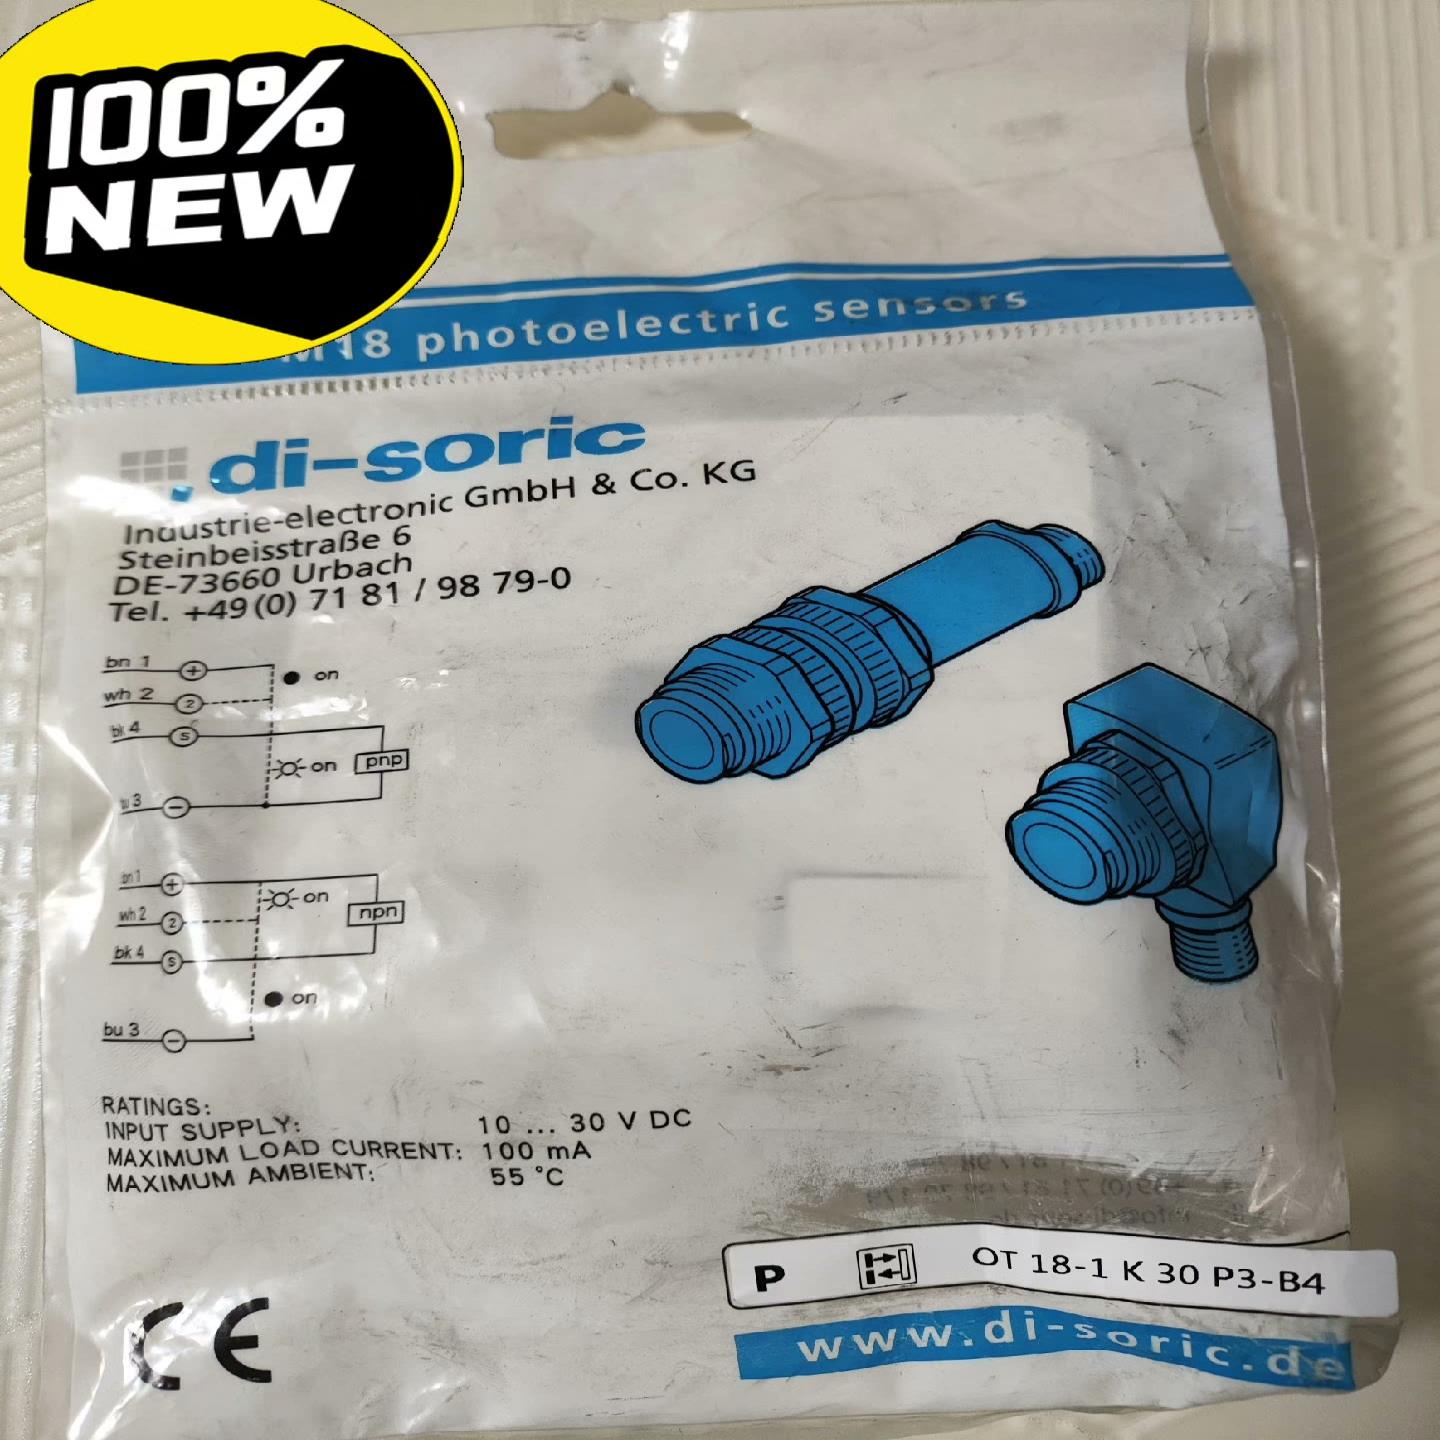 100%
NEW
M18 photoelectric sensors
di-soric
Industrie-electronic GmbH & Co. KG
Steinbeisstraße 6
DE-73660 Urbach
Tel. +49(0) 71 81 / 98 79-0
bn 1 +
on
wh 2 2
bk 4 S
on pnp
bu 3 −
bn1 +
on
wh 2 2
npn
bk 4 S
on
bu 3 −
RATINGS:
INPUT SUPPLY: 10 ... 30 V DC
MAXIMUM LOAD CURRENT: 100 mA
MAXIMUM AMBIENT: 55 °C
P OT 18-1 K 30 P3-B4
CE
www.di-soric.de